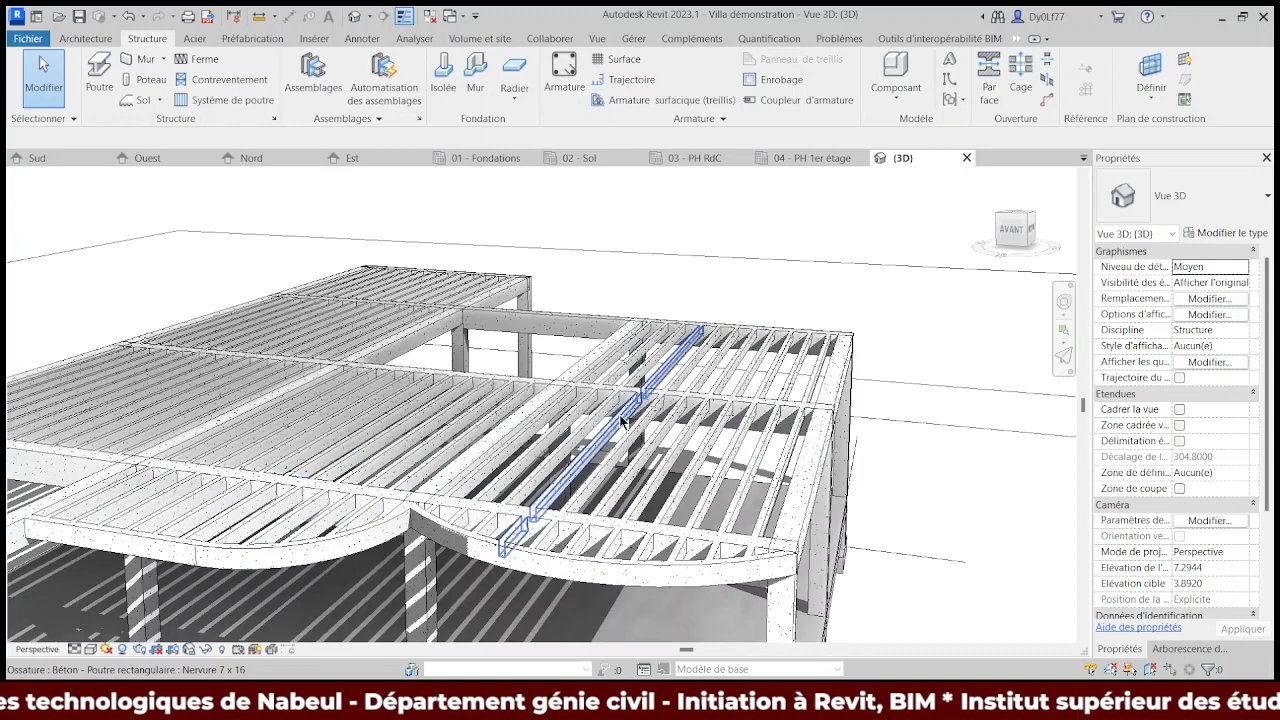 Autodesk Revit 2023.1 - Villa démonstration - Vue 3D: {3D}
Dy0Lf77
Fichier Architecture Structure Acier Préfabrication Insérer Annoter Analyser Volume et site Collaborer Vue Gérer Compléments Quantification Problèmes Outils d'interopérabilité BIM
Modifier
Poutre
Mur
Poteau
Sol
Ferme
Contreventement
Système de poutre
Assemblages
Automatisation des assemblages
Isolée
Mur
Radier
Armature
Surface
Trajectoire
Armature surfacique (treillis)
Panneau de treillis
Enrobage
Coupleur d'armature
Composant
Par face
Cage
Définir
Sélectionner
Structure
Assemblages
Fondation
Armature
Modèle
Ouverture
Référence
Plan de construction
Sud Ouest Nord Est 01 - Fondations 02 - Sol 03 - PH RdC 04 - PH 1er étage {3D}
AVANT
Propriétés
Vue 3D
Vue 3D: {3D} Modifier le type
Graphismes
Niveau de dét... Moyen
Visibilité des é... Afficher l'original
Remplacemen... Modifier...
Options d'affic... Modifier...
Discipline Structure
Style d'afficha... Aucun(e)
Afficher les qu... Modifier...
Trajectoire du
Etendues
Cadrer la vue
Zone cadrée v...
Délimitation é...
Décalage de l... 304.8000
Zone de défini... Aucun(e)
Zone de coupe
Caméra
Paramètres de... Modifier...
Orientation ve...
Mode de proj... Perspective
Elévation de l'... 7.2944
Elévation cible 3.8920
Position de la Explicite
Données d'identification
Aide des propriétés Appliquer
Propriétés Arborescence d...
Perspective
Ossature : Béton - Poutre rectangulaire : Nervure 7 x 16
:0
Modèle de base
:0
es technologiques de Nabeul - Département génie civil - Initiation à Revit, BIM * Institut supérieur des étud